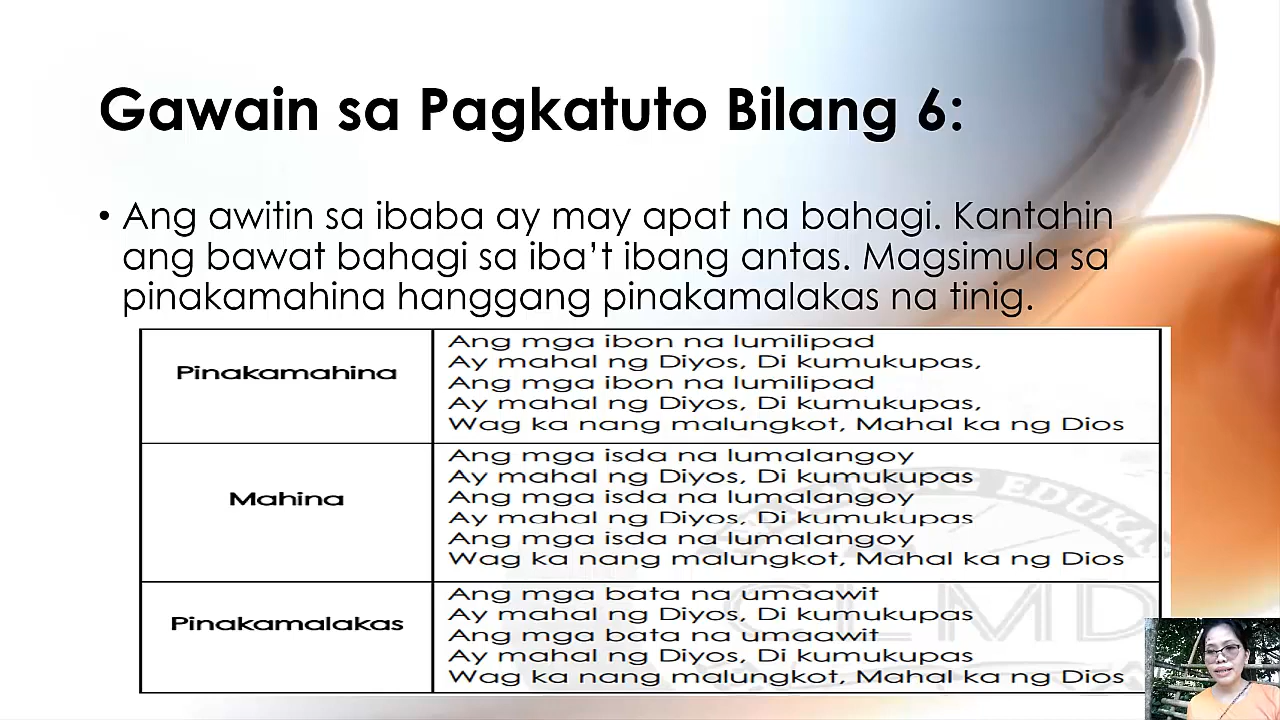 Gawain sa Pagkatuto Bilang 6:
• Ang awitin sa ibaba ay may apat na bahagi. Kantahin
ang bawat bahagi sa iba't ibang antas. Magsimula sa
pinakamahina hanggang pinakamalakas na tinig.
Pinakamahina
Ang mga ibon na lumilipad
Ay mahal ng Diyos, Di kumukupas,
Ang mga ibon na lumilipad
Ay mahal ng Diyos, Di kumukupas,
Wag ka nang malungkot, Mahal ka ng Dios
Mahina
Ang mga isda na lumalangoy
Ay mahal ng Diyos, Di kumukupas
Ang mga isda na lumalangoy
Ay mahal ng Diyos, Di kumukupas
Ang mga isda na lumalangoy
Wag ka nang malungkot, Mahal ka ng Dios
Pinakamalakas
Ang mga bata na umaawit
Ay mahal ng Diyos, Di kumukupas
Ang mga bata na umaawit
Ay mahal ng Diyos, Di kumukupas
Wag ka nang malungkot, Mahal ka ng Dios
CLMD